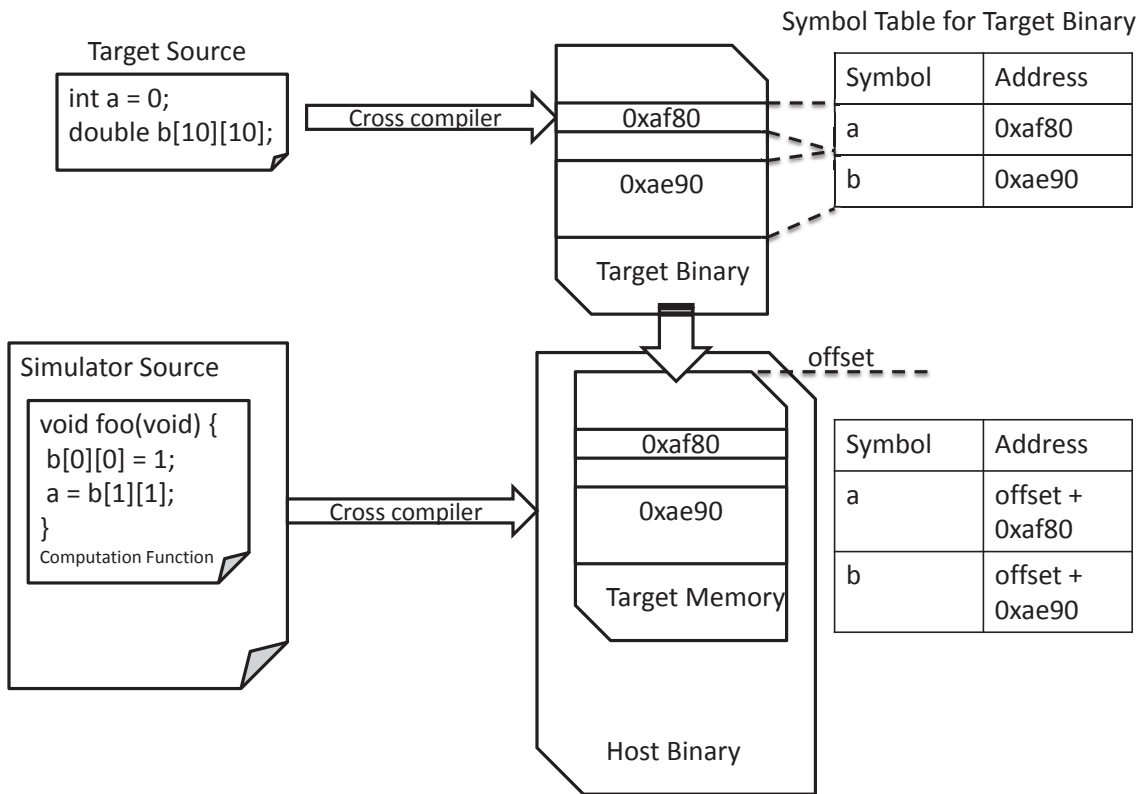 Symbol Table for Target Binary
Target Source
int a = 0;
double b[10][10];
Cross compiler
0xaf80
0xae90
Target Binary
Symbol Address
a 0xaf80
b 0xae90
Simulator Source
void foo(void) {
b[0][0] = 1;
a = b[1][1];
}
Computation Function
Cross compiler
offset
0xaf80
0xae90
Target Memory
Host Binary
Symbol Address
a offset +
0xaf80
b offset +
0xae90